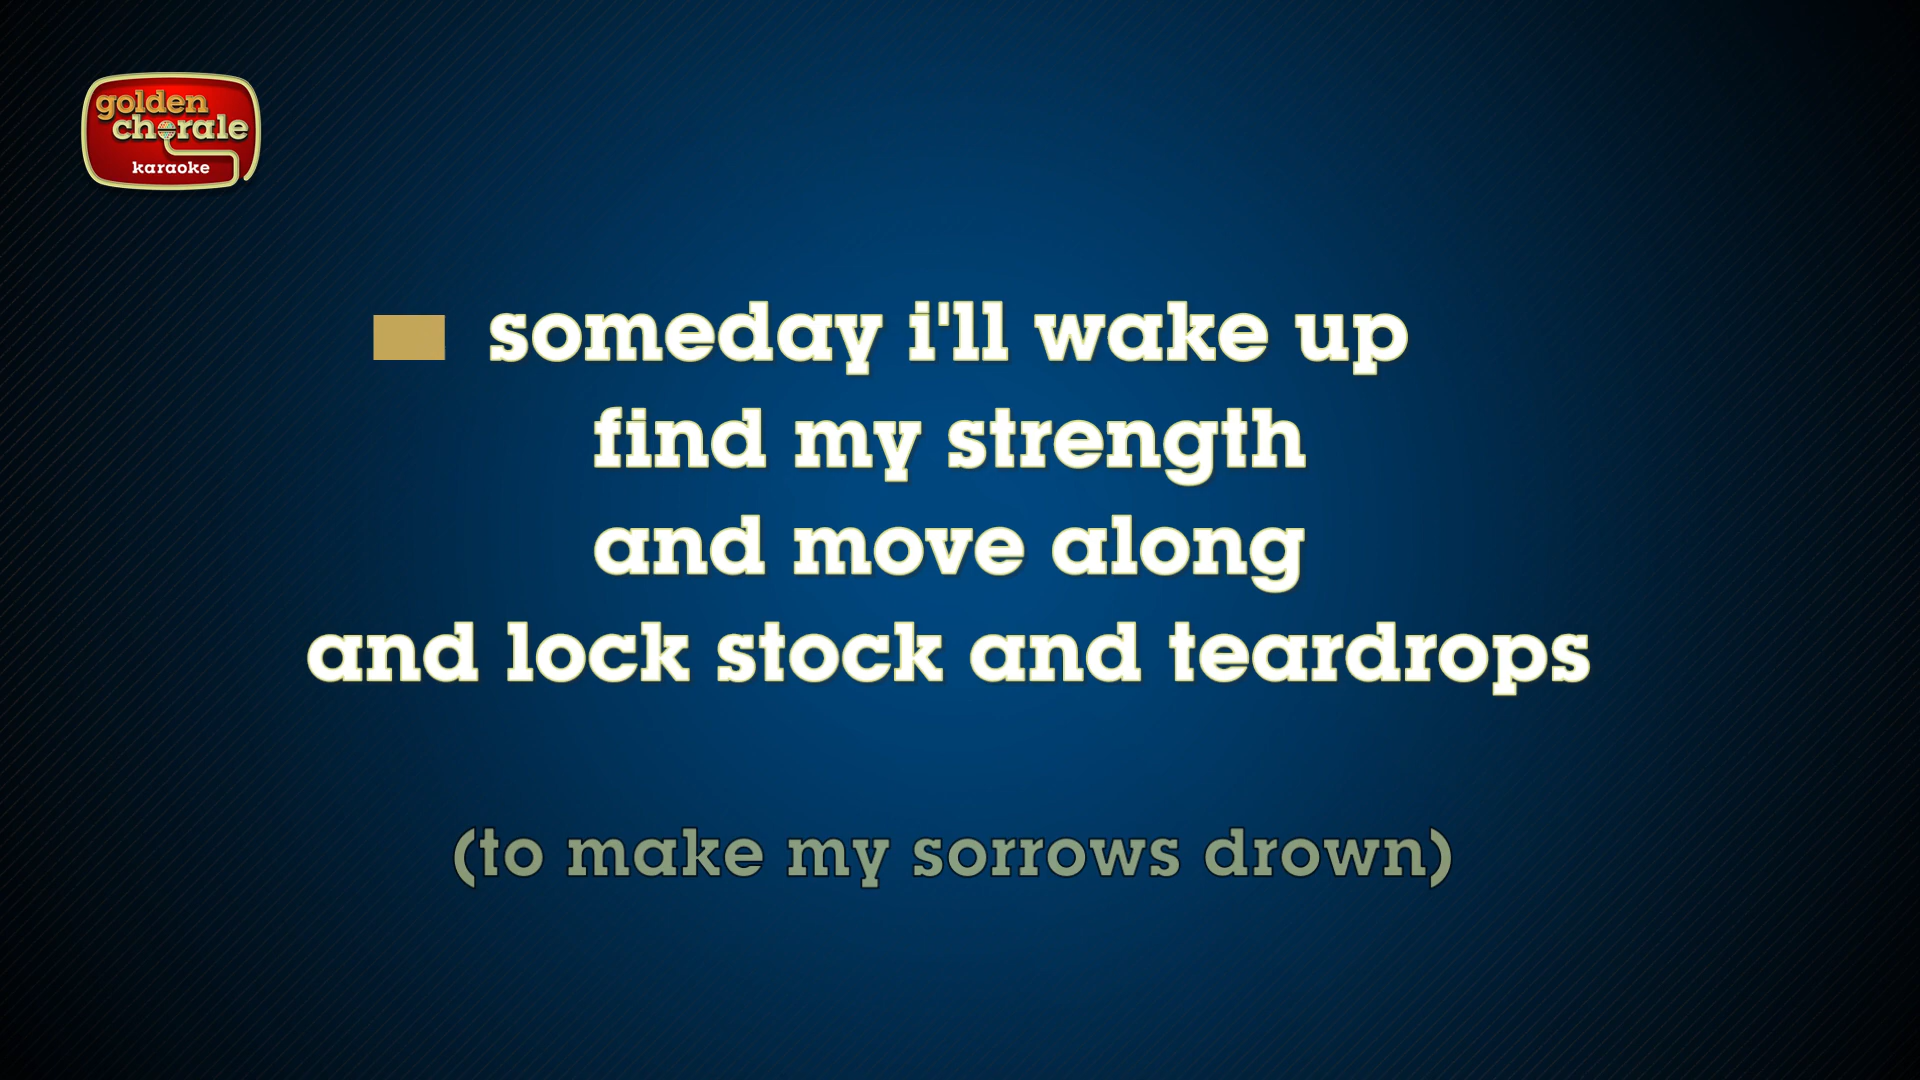 golden
chorale
karaoke
someday i'll wake up
find my strength
and move along
and lock stock and teardrops
(to make my sorrows drown)